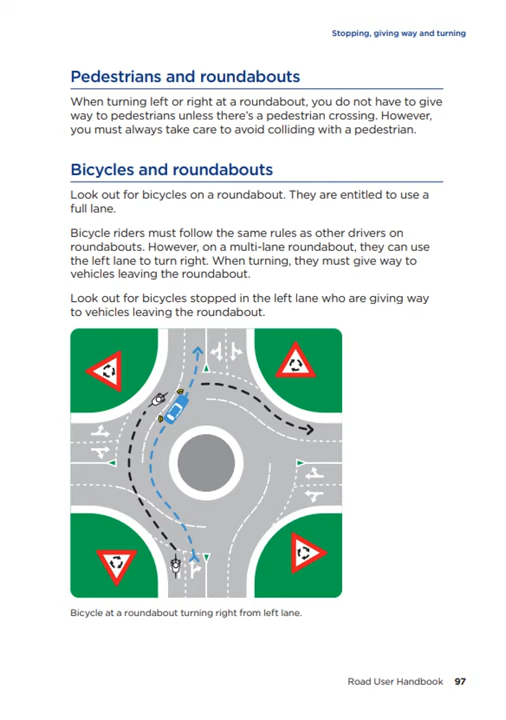 Stopping, giving way and turning
Pedestrians and roundabouts
When turning left or right at a roundabout, you do not have to give
way to pedestrians unless there's a pedestrian crossing. However,
you must always take care to avoid colliding with a pedestrian.
Bicycles and roundabouts
Look out for bicycles on a roundabout. They are entitled to use a
full lane.
Bicycle riders must follow the same rules as other drivers on
roundabouts. However, on a multi-lane roundabout, they can use
the left lane to turn right. When turning, they must give way to
vehicles leaving the roundabout.
Look out for bicycles stopped in the left lane who are giving way
to vehicles leaving the roundabout.
Bicycle at a roundabout turning right from left lane.
Road User Handbook 97